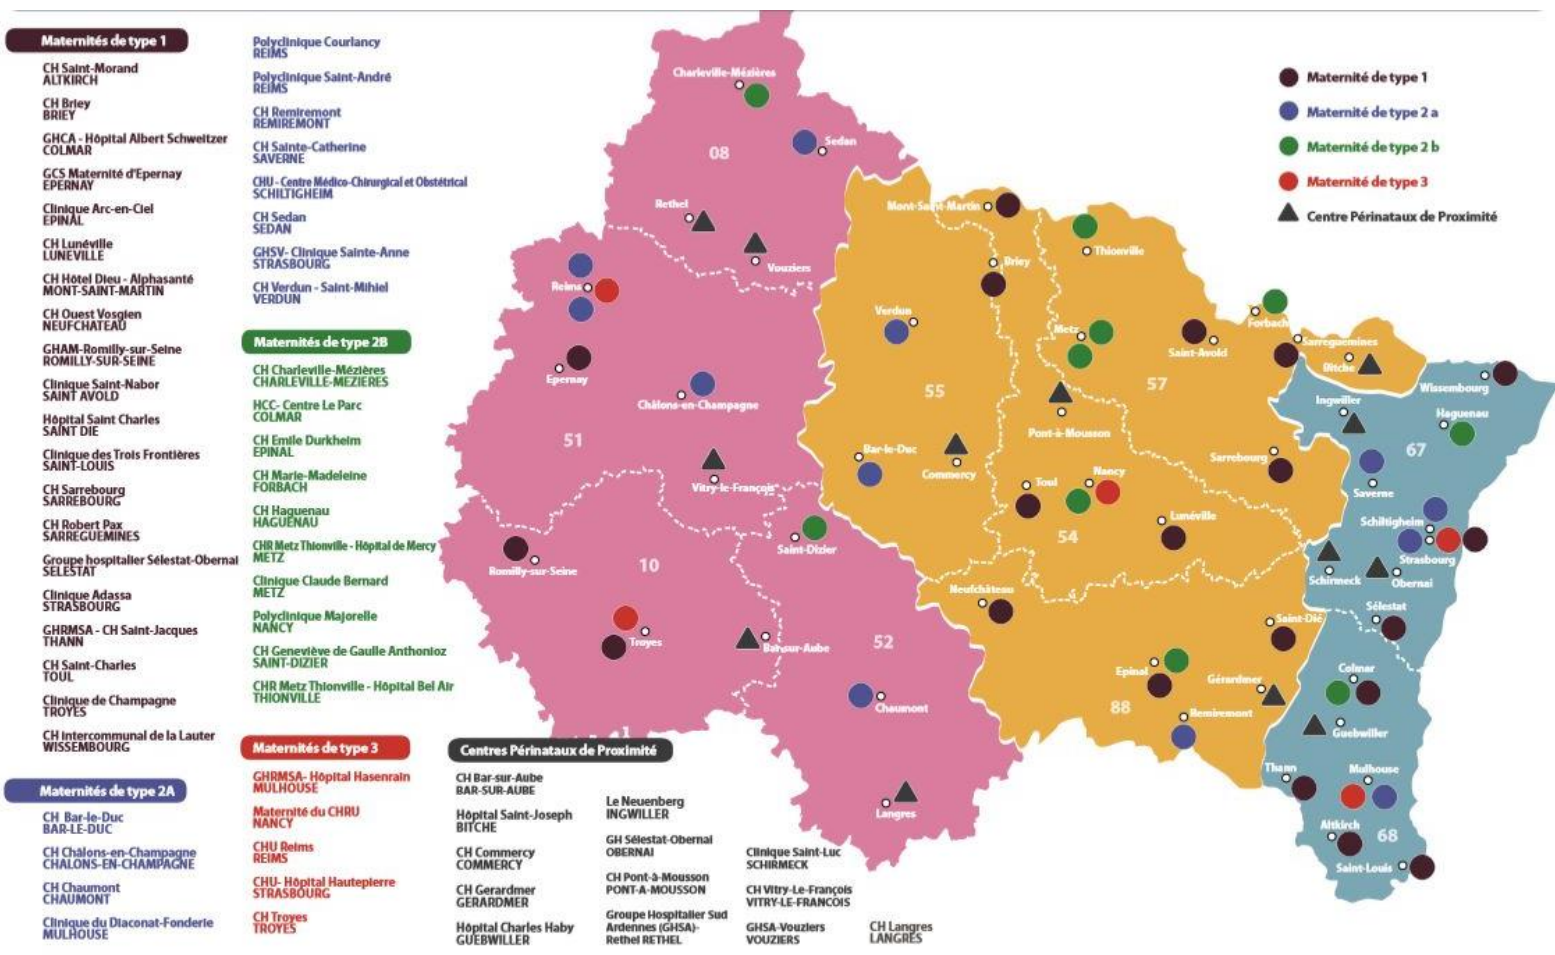 Maternités de type 1
CH Saint-Morand
ALTKIRCH
CH Briey
BRIEY
GHCA - Hôpital Albert Schweitzer
COLMAR
GCS Maternité d'Epernay
EPERNAY
Clinique Arc-en-Ciel
EPINAL
CH Lunéville
LUNEVILLE
CH Hôtel Dieu - Alphasanté
MONT-SAINT-MARTIN
CH Ouest Vosgien
NEUFCHATEAU
GHAM-Romilly-sur-Seine
ROMILLY-SUR-SEINE
Clinique Saint-Nabor
SAINT AVOLD
Hôpital Saint Charles
SAINT DIE
Clinique des Trois Frontières
SAINT-LOUIS
CH Sarrebourg
SARREBOURG
CH Robert Pax
SARREGUEMINES
Groupe hospitalier Sélestat-Obernai
SELESTAT
Clinique Adassa
STRASBOURG
GHRMSA - CH Saint-Jacques
THANN
CH Saint-Charles
TOUL
Clinique de Champagne
TROYES
CH intercommunal de la Lauter
WISSEMBOURG
Maternités de type 2A
CH Bar-le-Duc
BAR-LE-DUC
CH Châlons-en-Champagne
CHALONS-EN-CHAMPAGNE
CH Chaumont
CHAUMONT
Clinique du Diaconat-Fonderie
MULHOUSE
Polyclinique Courlancy
REIMS
Polyclinique Saint-André
REIMS
CH Remiremont
REMIREMONT
CH Sainte-Catherine
SAVERNE
CHU - Centre Médico-Chirurgical et Obstétrical
SCHILTIGHEIM
CH Sedan
SEDAN
GHSV- Clinique Sainte-Anne
STRASBOURG
CH Verdun - Saint-Mihiel
VERDUN
Maternités de type 2B
CH Charleville-Mézières
CHARLEVILLE-MEZIERES
HCC- Centre Le Parc
COLMAR
CH Emile Durkheim
EPINAL
CH Marie-Madeleine
FORBACH
CH Haguenau
HAGUENAU
CHR Metz Thionville - Hôpital de Mercy
METZ
Clinique Claude Bernard
METZ
Polyclinique Majorelle
NANCY
CH Geneviève de Gaulle Anthonioz
SAINT-DIZIER
CHR Metz Thionville - Hôpital Bel Air
THIONVILLE
Maternités de type 3
GHRMSA- Hôpital Hasenrain
MULHOUSE
Maternité du CHRU
NANCY
CHU Reims
REIMS
CHU- Hôpital Hautepierre
STRASBOURG
CH Troyes
TROYES
Centres Périnataux de Proximité
CH Bar-sur-Aube
BAR-SUR-AUBE
Hôpital Saint-Joseph
BITCHE
CH Commercy
COMMERCY
CH Gerardmer
GERARDMER
Hôpital Charles Haby
GUEBWILLER
Le Neuenberg
INGWILLER
GH Sélestat-Obernai
OBERNAI
CH Pont-à-Mousson
PONT-A-MOUSSON
Groupe Hospitalier Sud
Ardennes (GHSA)-
Rethel RETHEL
Clinique Saint-Luc
SCHIRMECK
CH Vitry-Le-François
VITRY-LE-FRANCOIS
GHSA-Vouziers
VOUZIERS
CH Langres
LANGRES
Maternité de type 1
Maternité de type 2 a
Maternité de type 2 b
Maternité de type 3
Centre Périnataux de Proximité
Charleville-Mézières
Sedan
08
Rethel
Vouziers
Reims
Epernay
Châlons-en-Champagne
51
Vitry-le-François
Romilly-sur-Seine
10
Troyes
Bar-sur-Aube
Saint-Dizier
52
Chaumont
Langres
Mont-Saint-Martin
Briey
Thionville
Verdun
Metz
Saint-Avold
Forbach
Sarreguemines
Bitche
55
57
Pont-à-Mousson
Bar-le-Duc
Commercy
Sarrebourg
Toul
Nancy
Lunéville
54
Neufchâteau
Saint-Dié
Epinal
Gérardmer
88
Remiremont
Wissembourg
Ingwiller
Haguenau
67
Saverne
Schiltigheim
Strasbourg
Schirmeck
Obernai
Sélestat
Colmar
Guebwiller
Thann
Mulhouse
Altkirch
68
Saint-Louis